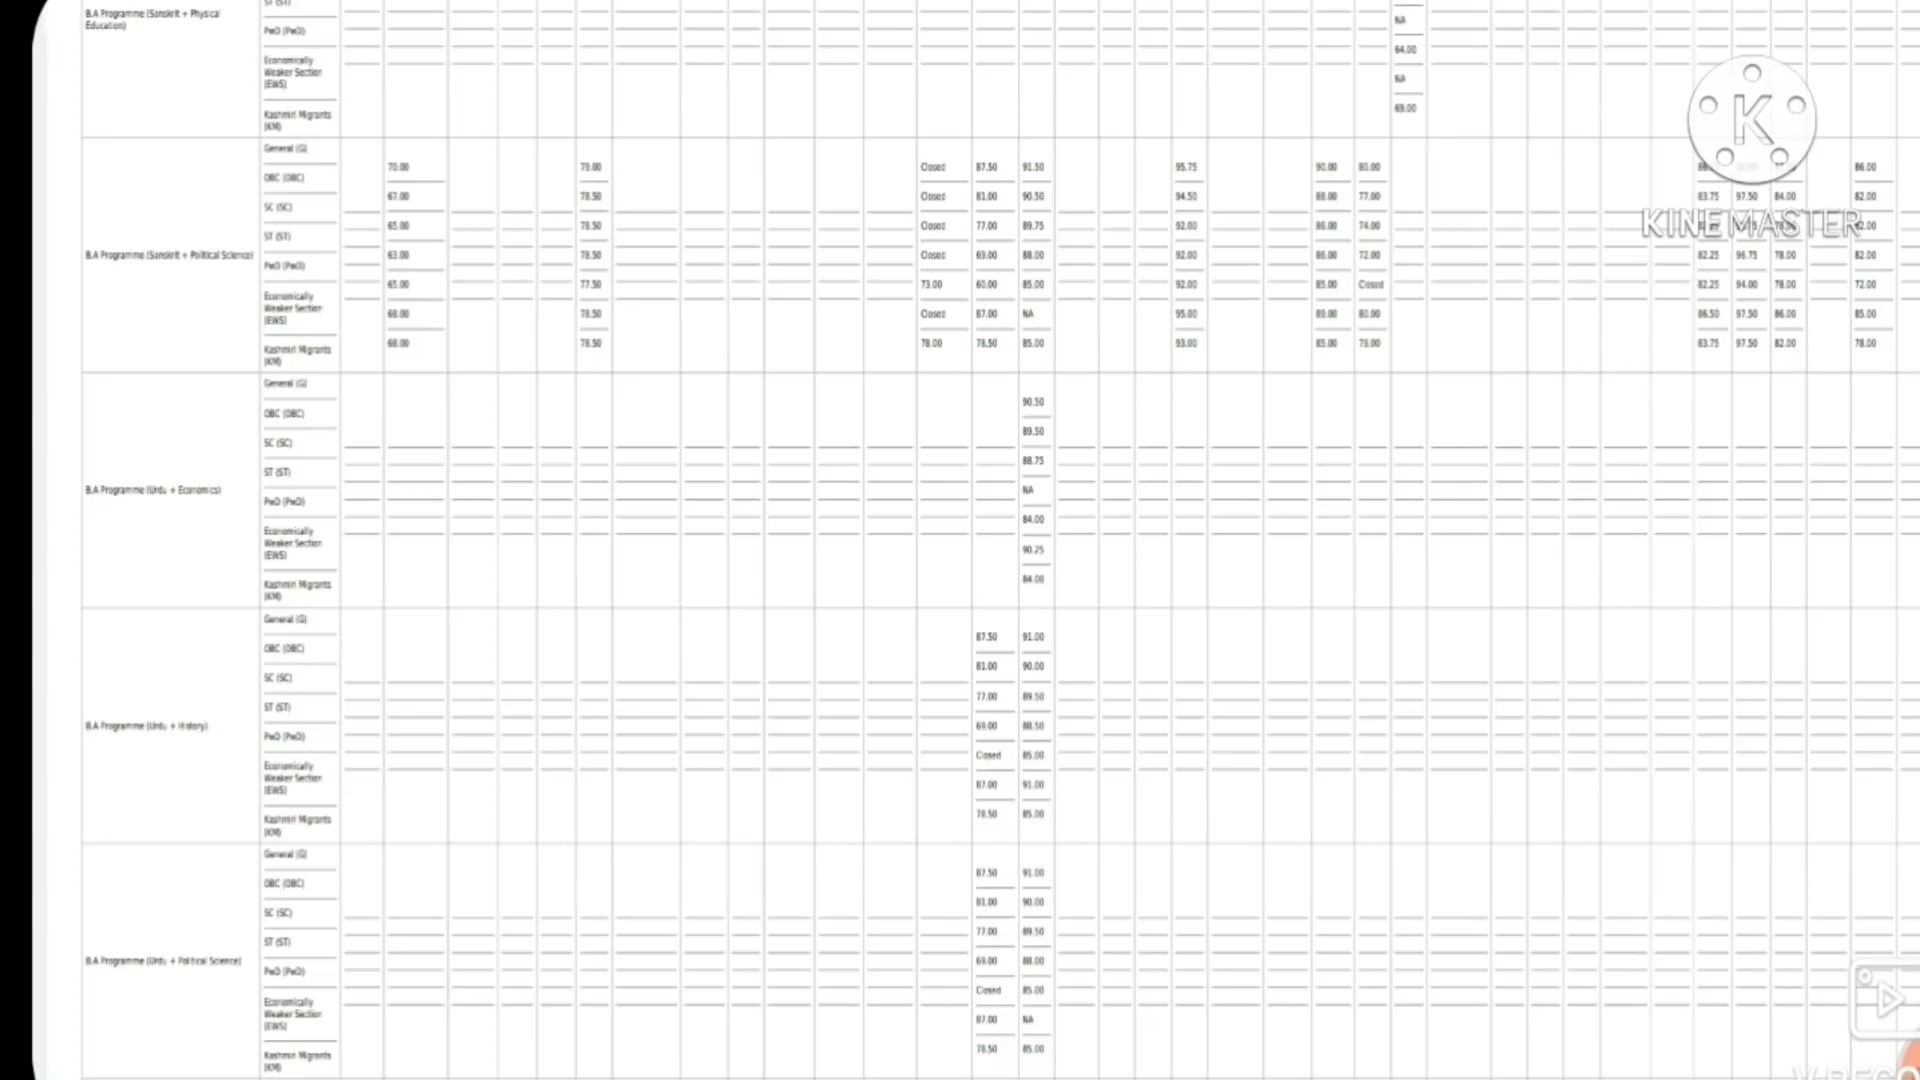 B.A Programme (Sanskrit + Physical
Education)
ST (ST)
PwD (PwD)
Economically
Weaker Section
(EWS)
Kashmiri Migrants
(KM)
NA
64.00
NA
69.00
B.A Programme (Sanskrit + Political Science)
General (G)
OBC (OBC)
SC (SC)
ST (ST)
PwD (PwD)
Economically
Weaker Section
(EWS)
Kashmiri Migrants
(KM)
70.00 79.00 Closed 87.50 91.50 95.75 90.00 80.00 86.00
67.00 78.50 Closed 81.00 90.50 94.50 88.00 77.00 83.75 97.50 84.00 82.00
65.00 78.50 Closed 77.00 89.75 92.00 86.00 74.00
63.00 78.50 Closed 69.00 88.00 92.00 86.00 72.00 82.25 96.75 78.00 82.00
65.00 77.50 73.00 60.00 85.00 92.00 85.00 Closed 82.25 94.00 78.00 72.00
68.00 78.50 Closed 87.00 NA 95.00 89.00 80.00 86.50 97.50 86.00 85.00
68.00 78.50 78.00 78.50 85.00 93.00 85.00 79.00 83.75 97.50 82.00 78.00
K
KINEMASTER
B.A Programme (Urdu + Economics)
General (G)
OBC (OBC)
SC (SC)
ST (ST)
PwD (PwD)
Economically
Weaker Section
(EWS)
Kashmiri Migrants
(KM)
90.50
89.50
88.75
NA
84.00
90.25
84.00
B.A Programme (Urdu + History)
General (G)
OBC (OBC)
SC (SC)
ST (ST)
PwD (PwD)
Economically
Weaker Section
(EWS)
Kashmiri Migrants
(KM)
87.50 91.00
81.00 90.00
77.00 89.50
69.00 88.50
Closed 85.00
87.00 91.00
78.50 85.00
B.A Programme (Urdu + Political Science)
General (G)
OBC (OBC)
SC (SC)
ST (ST)
PwD (PwD)
Economically
Weaker Section
(EWS)
Kashmiri Migrants
(KM)
87.50 91.00
81.00 90.00
77.00 89.50
69.00 88.00
Closed 85.00
87.00 NA
78.50 85.00